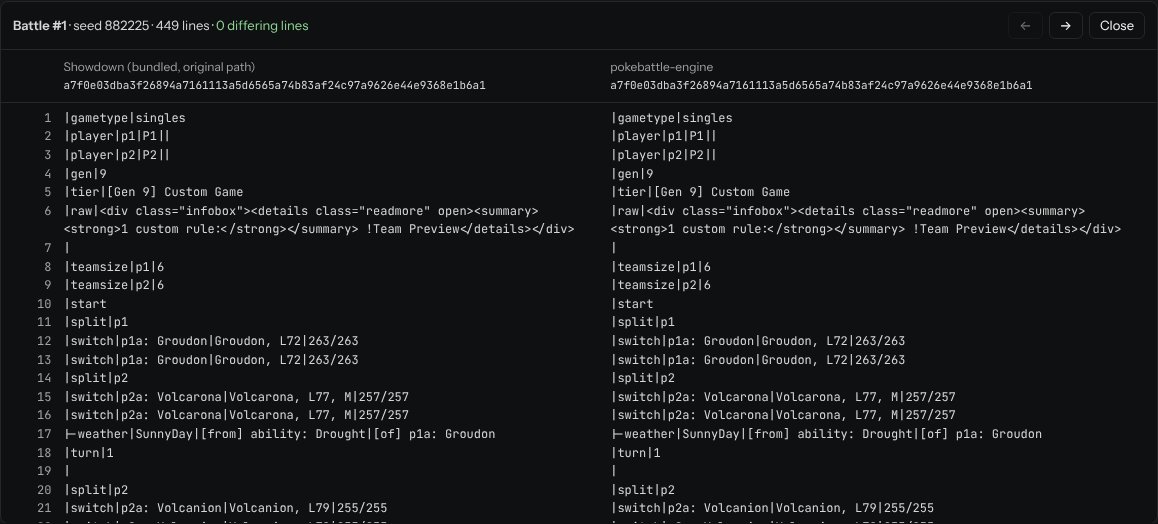 Battle #1 · seed 882225 · 449 lines · 0 differing lines
← → Close
Showdown (bundled, original path) pokebattle-engine
a7f0e03dba3f26894a7161113a5d6565a74b83af24c97a9626e44e9368e1b6a1 a7f0e03dba3f26894a7161113a5d6565a74b83af24c97a9626e44e9368e1b6a1
1 |gametype|singles |gametype|singles
2 |player|p1|P1|| |player|p1|P1||
3 |player|p2|P2|| |player|p2|P2||
4 |gen|9 |gen|9
5 |tier|[Gen 9] Custom Game |tier|[Gen 9] Custom Game
6 |raw|<div class="infobox"><details class="readmore" open><summary> |raw|<div class="infobox"><details class="readmore" open><summary>
<strong>1 custom rule:</strong></summary> !Team Preview</details></div> <strong>1 custom rule:</strong></summary> !Team Preview</details></div>
7 | |
8 |teamsize|p1|6 |teamsize|p1|6
9 |teamsize|p2|6 |teamsize|p2|6
10 |start |start
11 |split|p1 |split|p1
12 |switch|p1a: Groudon|Groudon, L72|263/263 |switch|p1a: Groudon|Groudon, L72|263/263
13 |switch|p1a: Groudon|Groudon, L72|263/263 |switch|p1a: Groudon|Groudon, L72|263/263
14 |split|p2 |split|p2
15 |switch|p2a: Volcarona|Volcarona, L77, M|257/257 |switch|p2a: Volcarona|Volcarona, L77, M|257/257
16 |switch|p2a: Volcarona|Volcarona, L77, M|257/257 |switch|p2a: Volcarona|Volcarona, L77, M|257/257
17 |-weather|SunnyDay|[from] ability: Drought|[of] p1a: Groudon |-weather|SunnyDay|[from] ability: Drought|[of] p1a: Groudon
18 |turn|1 |turn|1
19 | |
20 |split|p2 |split|p2
21 |switch|p2a: Volcanion|Volcanion, L79|255/255 |switch|p2a: Volcanion|Volcanion, L79|255/255